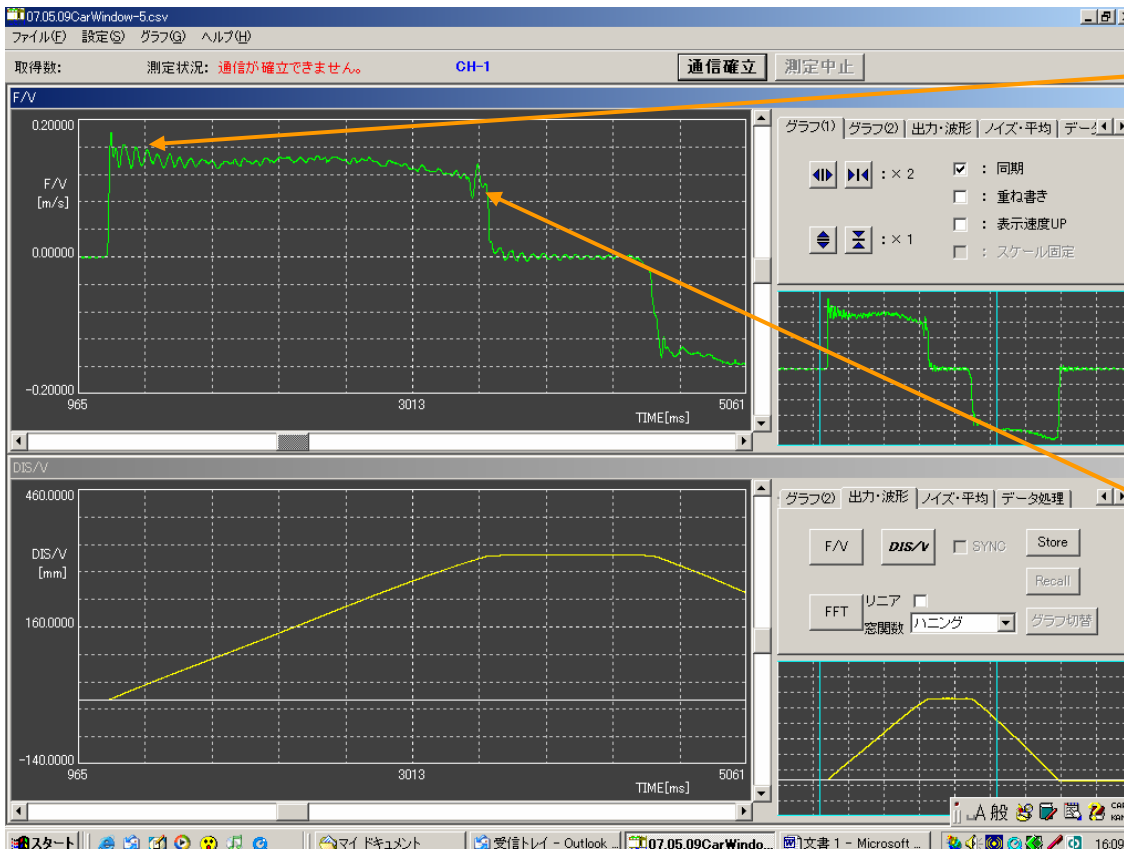 07.05.09CarWindow-5.csv
ファイル(F) 設定(S) グラフ(G) ヘルプ(H)
取得数: 測定状況: 通信が確立できません。 CH-1 通信確立 測定中止
F/V
0.20000
F/V
[m/s]
0.00000
-0.20000
965 3013 5061
TIME[ms]
グラフ(1) グラフ(2) 出力・波形 ノイズ・平均 データ
: × 2 : 同期
: 重ね書き
: 表示速度UP
: × 1
: スケール固定
DIS/V
460.0000
DIS/V
[mm]
160.0000
-140.0000
965 3013 5061
TIME[ms]
グラフ(2) 出力・波形 ノイズ・平均 データ処理
F/V DIS/V SYNC Store
Recall
FFT リニア
窓関数 ハニング グラフ切替
A 般 CAP
KANA
スタート マイ ドキュメント 受信トレイ - Outlook ... 07.05.09CarWindo... 文書 1 - Microsoft ... 16:09